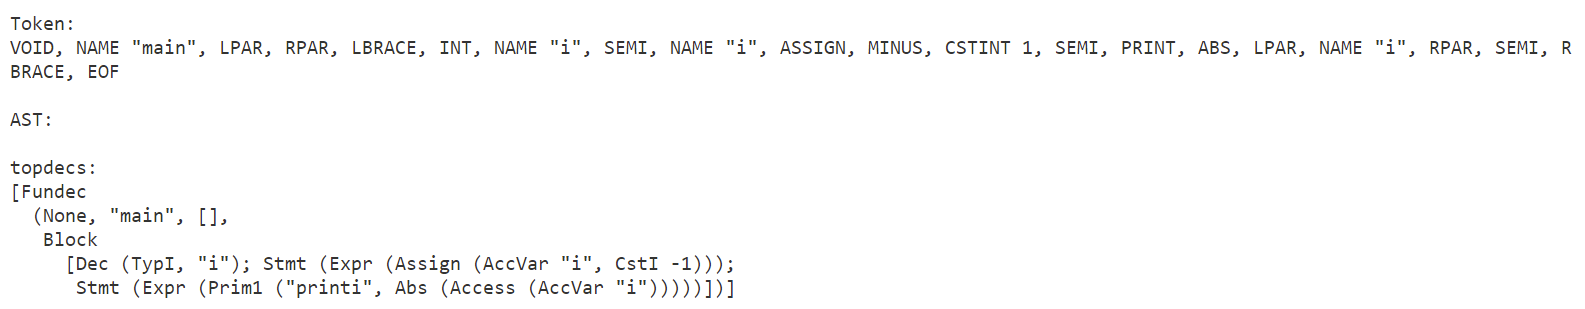 Token:
VOID, NAME "main", LPAR, RPAR, LBRACE, INT, NAME "i", SEMI, NAME "i", ASSIGN, MINUS, CSTINT 1, SEMI, PRINT, ABS, LPAR, NAME "i", RPAR, SEMI, R
BRACE, EOF

AST:

topdecs:
[Fundec
  (None, "main", [],
   Block
     [Dec (TypI, "i"); Stmt (Expr (Assign (AccVar "i", CstI -1)));
      Stmt (Expr (Prim1 ("printi", Abs (Access (AccVar "i")))))])]